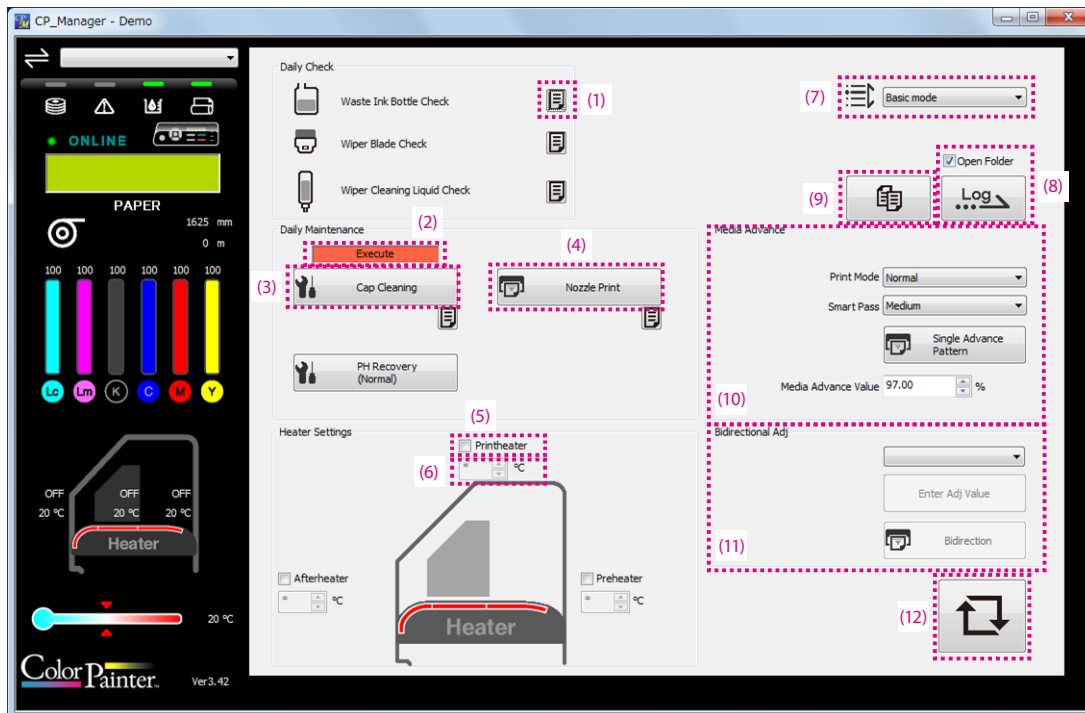 CP_Manager - Demo
ONLINE
PAPER
1625 mm
0 m
100 100 100 100 100 100
Lc Lm K C M Y
OFF OFF OFF
20 ℃ 20 ℃ 20 ℃
Heater
20 ℃
Color Painter.
Ver3.42
Daily Check
Waste Ink Bottle Check
(1)
Wiper Blade Check
Wiper Cleaning Liquid Check
(2)
Daily Maintenance
Execute
(3)
Cap Cleaning
(4)
Nozzle Print
PH Recovery
(Normal)
Heater Settings
(5)
Printheater
(6)
* ℃
Afterheater
* ℃
Preheater
* ℃
Heater
(7)
Basic mode
Open Folder
(8)
Log
(9)
Media Advance
Print Mode Normal
Smart Pass Medium
Single Advance
Pattern
Media Advance Value 97.00 %
(10)
Bidirectional Adj
Enter Adj Value
(11)
Bidirection
(12)